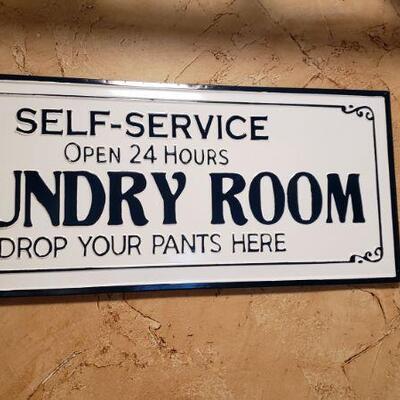 SELF-SERVICE
OPEN 24 HOURS
UNDRY ROOM
DROP YOUR PANTS HERE